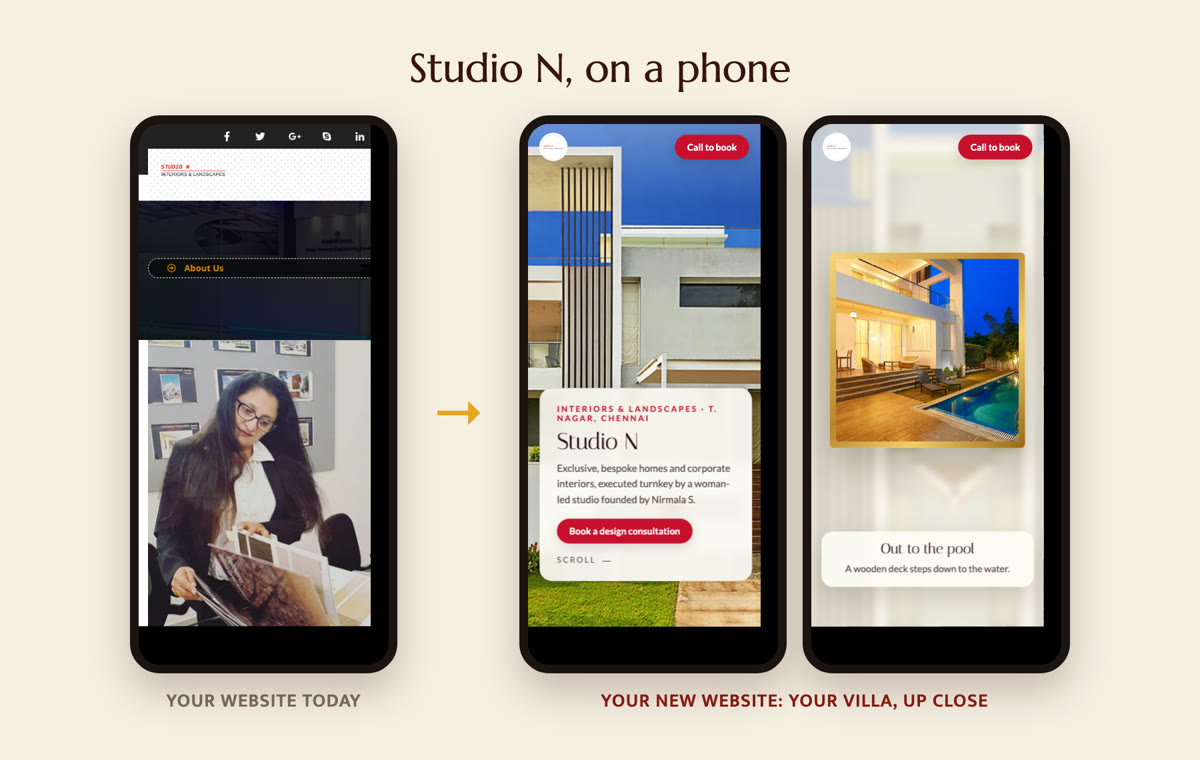 Studio N, on a phone
STUDIO N
INTERIORS & LANDSCAPES
About Us
Call to book
INTERIORS & LANDSCAPES · T.
NAGAR, CHENNAI
Studio N
Exclusive, bespoke homes and corporate
interiors, executed turnkey by a woman-
led studio founded by Nirmala S.
Book a design consultation
SCROLL —
Call to book
Out to the pool
A wooden deck steps down to the water.
YOUR WEBSITE TODAY
YOUR NEW WEBSITE: YOUR VILLA, UP CLOSE